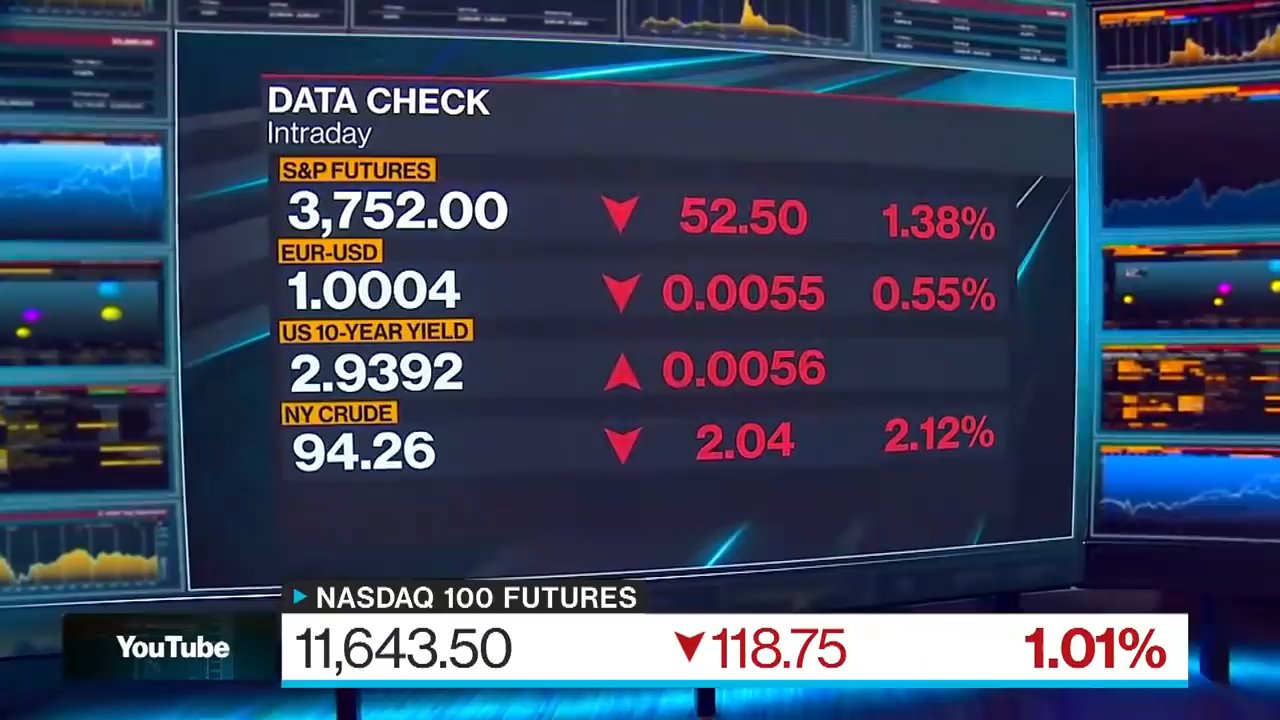 DATA CHECK
Intraday
S&P FUTURES
3,752.00 ▼ 52.50 1.38%
EUR-USD
1.0004 ▼ 0.0055 0.55%
US 10-YEAR YIELD
2.9392 ▲ 0.0056
NY CRUDE
94.26 ▼ 2.04 2.12%
NASDAQ 100 FUTURES
YouTube 11,643.50 ▼118.75 1.01%